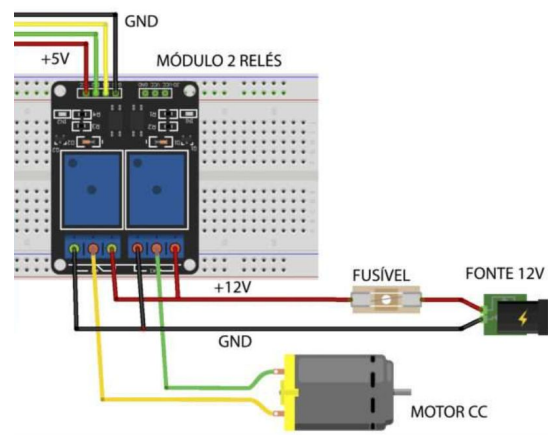 GND
+5V
MÓDULO 2 RELÉS
FUSÍVEL
FONTE 12V
+12V
GND
MOTOR CC